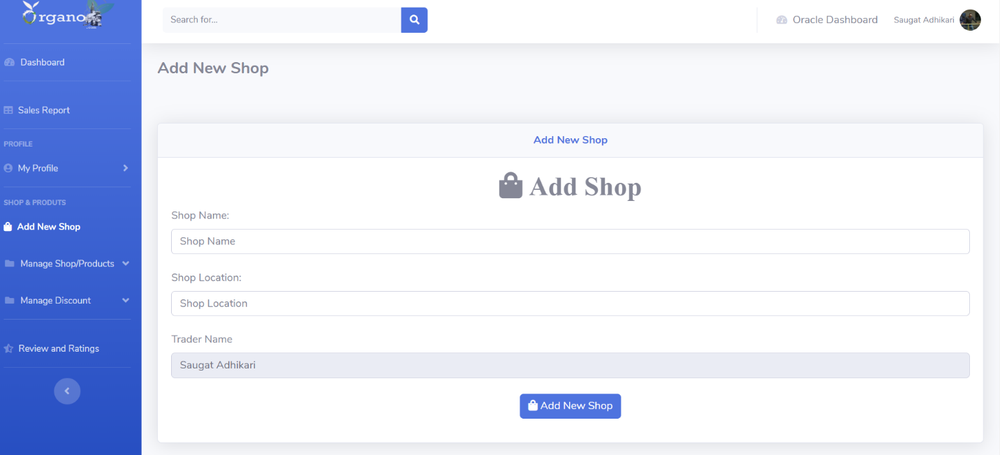 Organo
Search for...
Oracle Dashboard
Saugat Adhikari
Dashboard
Sales Report
PROFILE
My Profile
SHOP & PRODUTS
Add New Shop
Manage Shop/Products
Manage Discount
Review and Ratings
Add New Shop
Add New Shop
Add Shop
Shop Name:
Shop Name
Shop Location:
Shop Location
Trader Name
Saugat Adhikari
Add New Shop